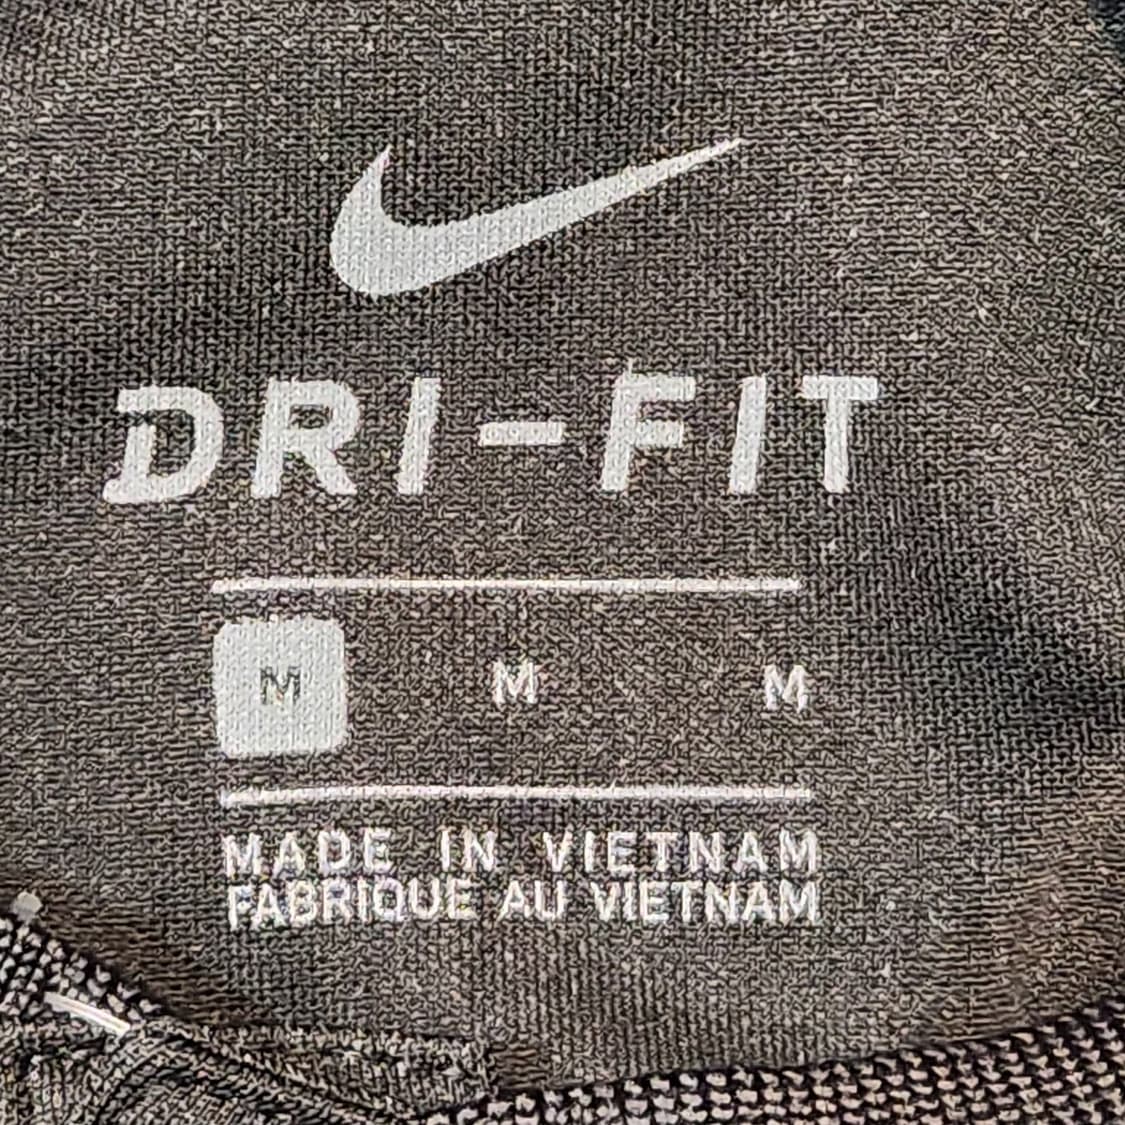 DRI-FIT
M M M
MADE IN VIETNAM
FABRIQUE AU VIETNAM